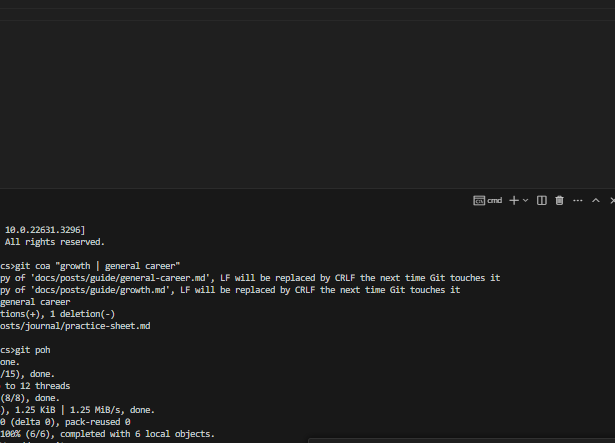 cmd
10.0.22631.3296]
All rights reserved.
cs>git coa "growth | general career"
py of 'docs/posts/guide/general-career.md', LF will be replaced by CRLF the next time Git touches it
py of 'docs/posts/guide/growth.md', LF will be replaced by CRLF the next time Git touches it
general career
tions(+), 1 deletion(-)
osts/journal/practice-sheet.md
cs>git poh
one.
/15), done.
to 12 threads
(8/8), done.
), 1.25 KiB | 1.25 MiB/s, done.
0 (delta 0), pack-reused 0
100% (6/6), completed with 6 local objects.